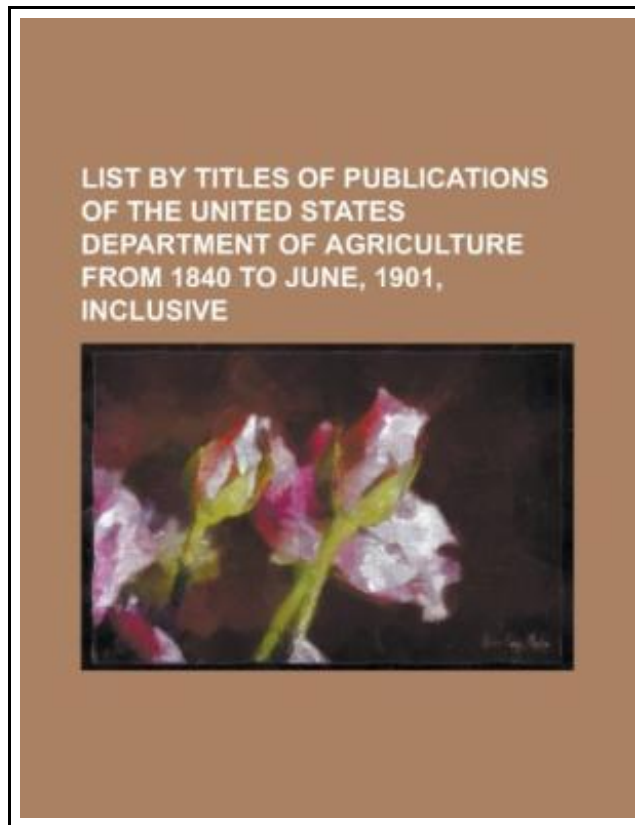 LIST BY TITLES OF PUBLICATIONS
OF THE UNITED STATES
DEPARTMENT OF AGRICULTURE
FROM 1840 TO JUNE, 1901,
INCLUSIVE